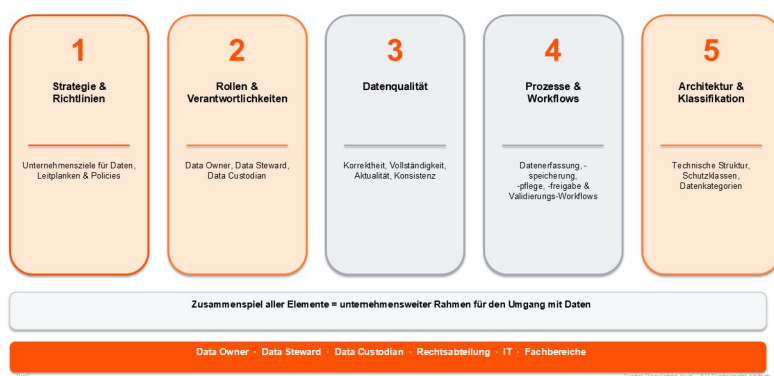 1
Strategie &
Richtlinien
Unternehmensziele für Daten,
Leitplanken & Policies
2
Rollen &
Verantwortlichkeiten
Data Owner, Data Steward,
Data Custodian
3
Datenqualität
Korrektheit, Vollständigkeit,
Aktualität, Konsistenz
4
Prozesse &
Workflows
Datenerfassung, -
speicherung,
-pflege, -freigabe &
Validierungs-Workflows
5
Architektur &
Klassifikation
Technische Struktur,
Schutzklassen,
Datenkategorien
Zusammenspiel aller Elemente = unternehmensweiter Rahmen für den Umgang mit Daten
Data Owner · Data Steward · Data Custodian · Rechtsabteilung · IT · Fachbereiche